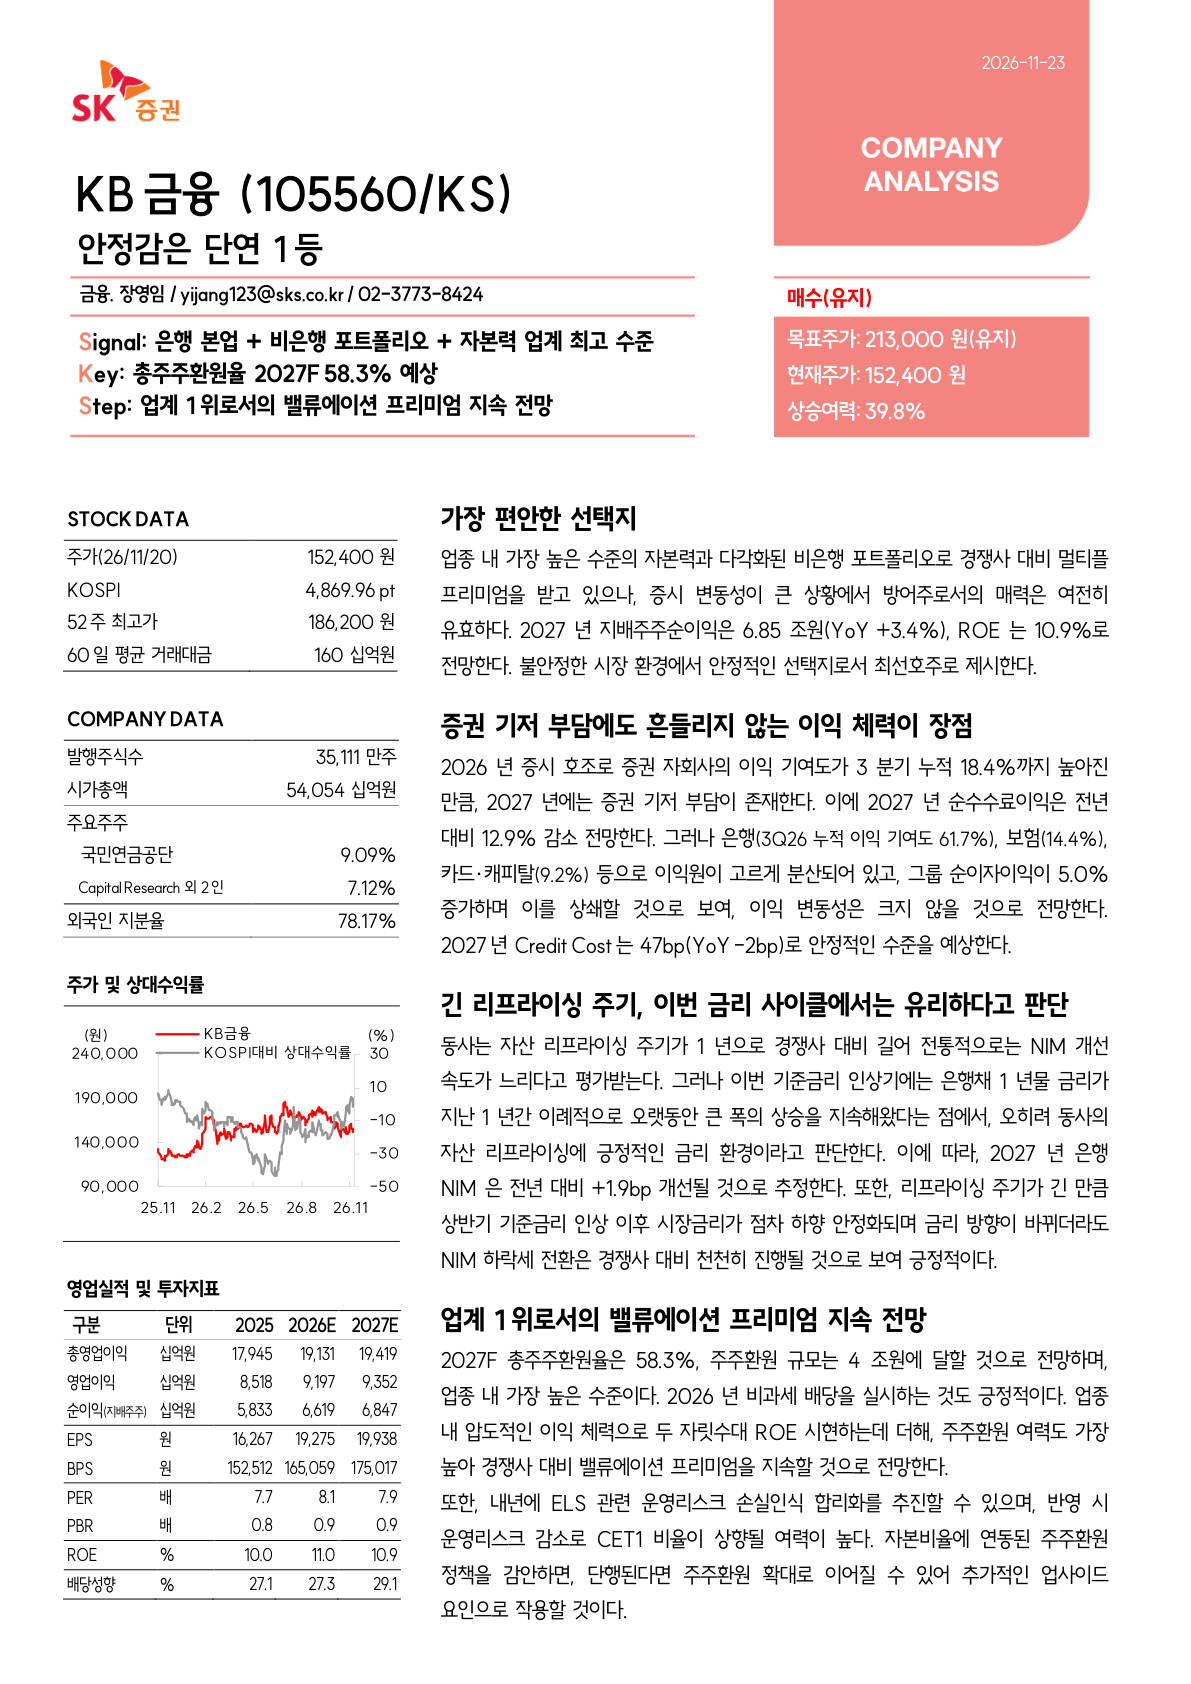 2026-11-23
SK증권
COMPANY
ANALYSIS
KB금융 (105560/KS)
안정감은 단연 1등
금융. 장영임 / yijang123@sks.co.kr / 02-3773-8424
Signal: 은행 본업 + 비은행 포트폴리오 + 자본력 업계 최고 수준
Key: 총주주환원율 2027F 58.3% 예상
Step: 업계 1위로서의 밸류에이션 프리미엄 지속 전망
매수(유지)
목표주가: 213,000 원(유지)
현재주가: 152,400 원
상승여력: 39.8%
STOCK DATA
주가(26/11/20) 152,400 원
KOSPI 4,869.96 pt
52주 최고가 186,200 원
60일 평균 거래대금 160 십억원
COMPANY DATA
발행주식수 35,111 만주
시가총액 54,054 십억원
주요주주
국민연금공단 9.09%
Capital Research 외 2인 7.12%
외국인 지분율 78.17%
주가 및 상대수익률
(원) KB금융 (%)
240,000 KOSPI대비 상대수익률 30
10
190,000
-10
140,000
-30
90,000 -50
25.11 26.2 26.5 26.8 26.11
영업실적 및 투자지표
구분 단위 2025 2026E 2027E
총영업이익 십억원 17,945 19,131 19,419
영업이익 십억원 8,518 9,197 9,352
순이익(지배주주) 십억원 5,833 6,619 6,847
EPS 원 16,267 19,275 19,938
BPS 원 152,512 165,059 175,017
PER 배 7.7 8.1 7.9
PBR 배 0.8 0.9 0.9
ROE % 10.0 11.0 10.9
배당성향 % 27.1 27.3 29.1
가장 편안한 선택지
업종 내 가장 높은 수준의 자본력과 다각화된 비은행 포트폴리오로 경쟁사 대비 멀티플
프리미엄을 받고 있으나, 증시 변동성이 큰 상황에서 방어주로서의 매력은 여전히
유효하다. 2027 년 지배주주순이익은 6.85 조원(YoY +3.4%), ROE 는 10.9%로
전망한다. 불안정한 시장 환경에서 안정적인 선택지로서 최선호주로 제시한다.
증권 기저 부담에도 흔들리지 않는 이익 체력이 장점
2026 년 증시 호조로 증권 자회사의 이익 기여도가 3 분기 누적 18.4%까지 높아진
만큼, 2027 년에는 증권 기저 부담이 존재한다. 이에 2027 년 순수수료이익은 전년
대비 12.9% 감소 전망한다. 그러나 은행(3Q26 누적 이익 기여도 61.7%), 보험(14.4%),
카드·캐피탈(9.2%) 등으로 이익원이 고르게 분산되어 있고, 그룹 순이자이익이 5.0%
증가하며 이를 상쇄할 것으로 보여, 이익 변동성은 크지 않을 것으로 전망한다.
2027년 Credit Cost는 47bp(YoY -2bp)로 안정적인 수준을 예상한다.
긴 리프라이싱 주기, 이번 금리 사이클에서는 유리하다고 판단
동사는 자산 리프라이싱 주기가 1 년으로 경쟁사 대비 길어 전통적으로는 NIM 개선
속도가 느리다고 평가받는다. 그러나 이번 기준금리 인상기에는 은행채 1 년물 금리가
지난 1 년간 이례적으로 오랫동안 큰 폭의 상승을 지속해왔다는 점에서, 오히려 동사의
자산 리프라이싱에 긍정적인 금리 환경이라고 판단한다. 이에 따라, 2027 년 은행
NIM 은 전년 대비 +1.9bp 개선될 것으로 추정한다. 또한, 리프라이싱 주기가 긴 만큼
상반기 기준금리 인상 이후 시장금리가 점차 하향 안정화되며 금리 방향이 바뀌더라도
NIM 하락세 전환은 경쟁사 대비 천천히 진행될 것으로 보여 긍정적이다.
업계 1위로서의 밸류에이션 프리미엄 지속 전망
2027F 총주주환원율은 58.3%, 주주환원 규모는 4 조원에 달할 것으로 전망하며,
업종 내 가장 높은 수준이다. 2026 년 비과세 배당을 실시하는 것도 긍정적이다. 업종
내 압도적인 이익 체력으로 두 자릿수대 ROE 시현하는데 더해, 주주환원 여력도 가장
높아 경쟁사 대비 밸류에이션 프리미엄을 지속할 것으로 전망한다.
또한, 내년에 ELS 관련 운영리스크 손실인식 합리화를 추진할 수 있으며, 반영 시
운영리스크 감소로 CET1 비율이 상향될 여력이 높다. 자본비율에 연동된 주주환원
정책을 감안하면, 단행된다면 주주환원 확대로 이어질 수 있어 추가적인 업사이드
요인으로 작용할 것이다.